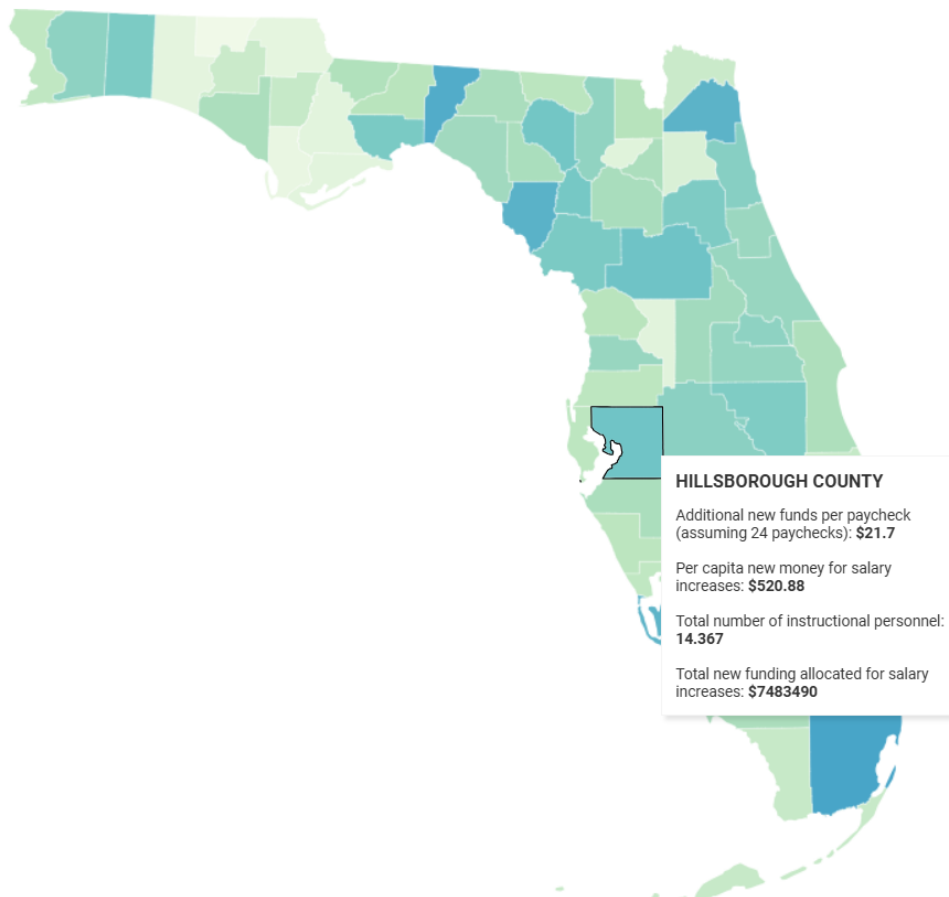 HILLSBOROUGH COUNTY
Additional new funds per paycheck
(assuming 24 paychecks): $21.7
Per capita new money for salary
increases: $520.88
Total number of instructional personnel:
14.367
Total new funding allocated for salary
increases: $7483490